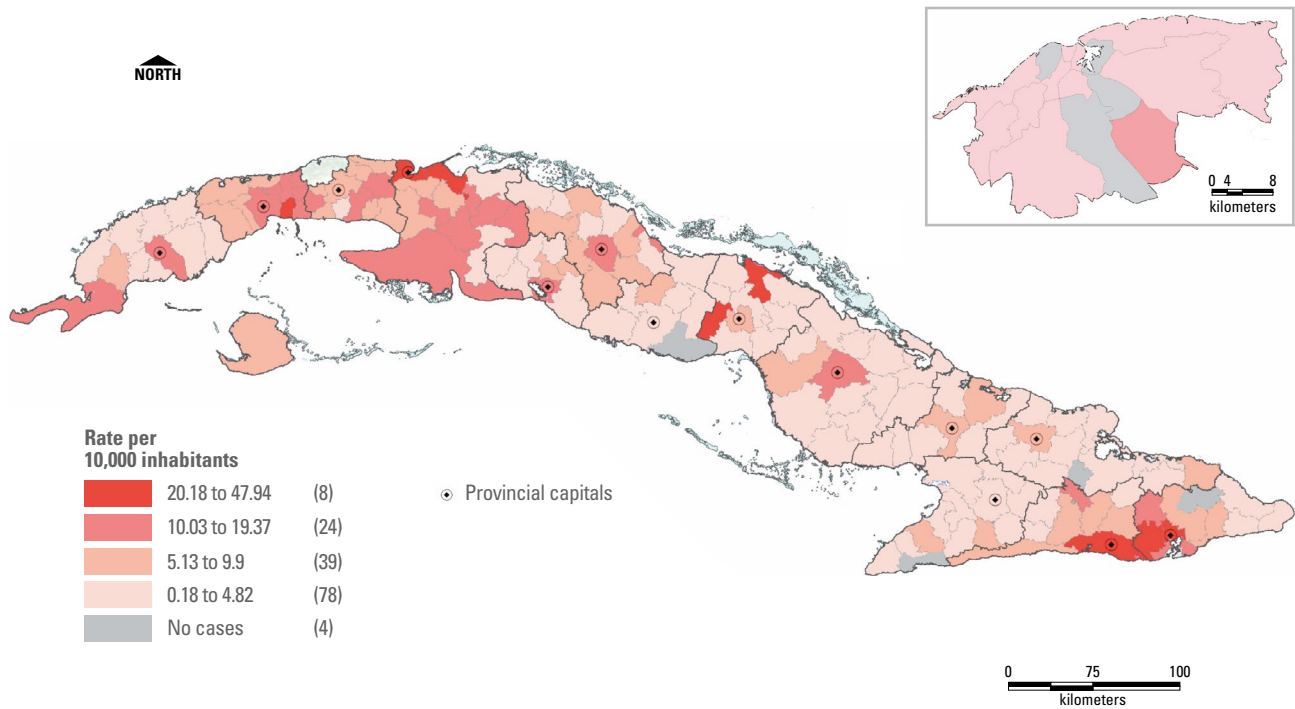 NORTH
0 4 8
kilometers
Rate per
10,000 inhabitants
20.18 to 47.94 (8)
10.03 to 19.37 (24)
5.13 to 9.9 (39)
0.18 to 4.82 (78)
No cases (4)
Provincial capitals
0 75 100
kilometers